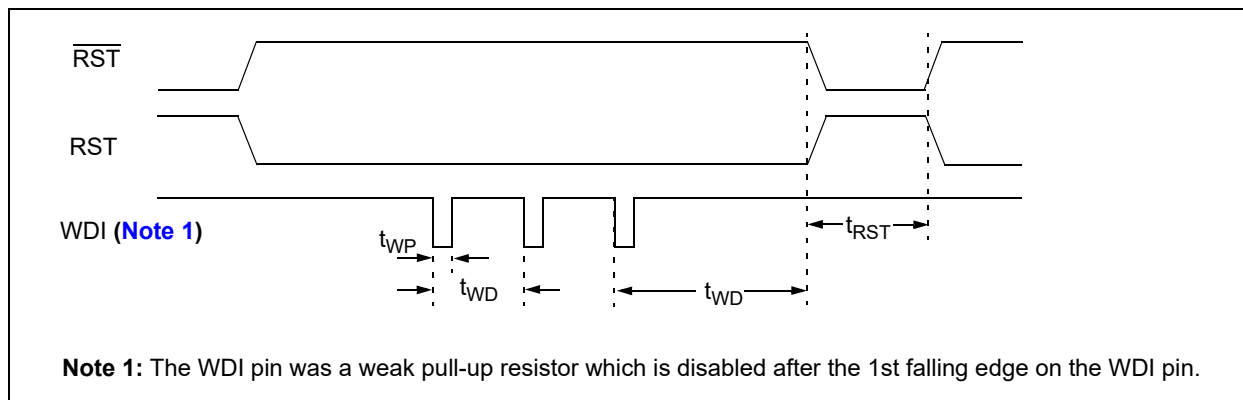 R̅S̅T̅
RST
WDI (Note 1)
tWP
tWD
tWD
tRST
Note 1: The WDI pin was a weak pull-up resistor which is disabled after the 1st falling edge on the WDI pin.